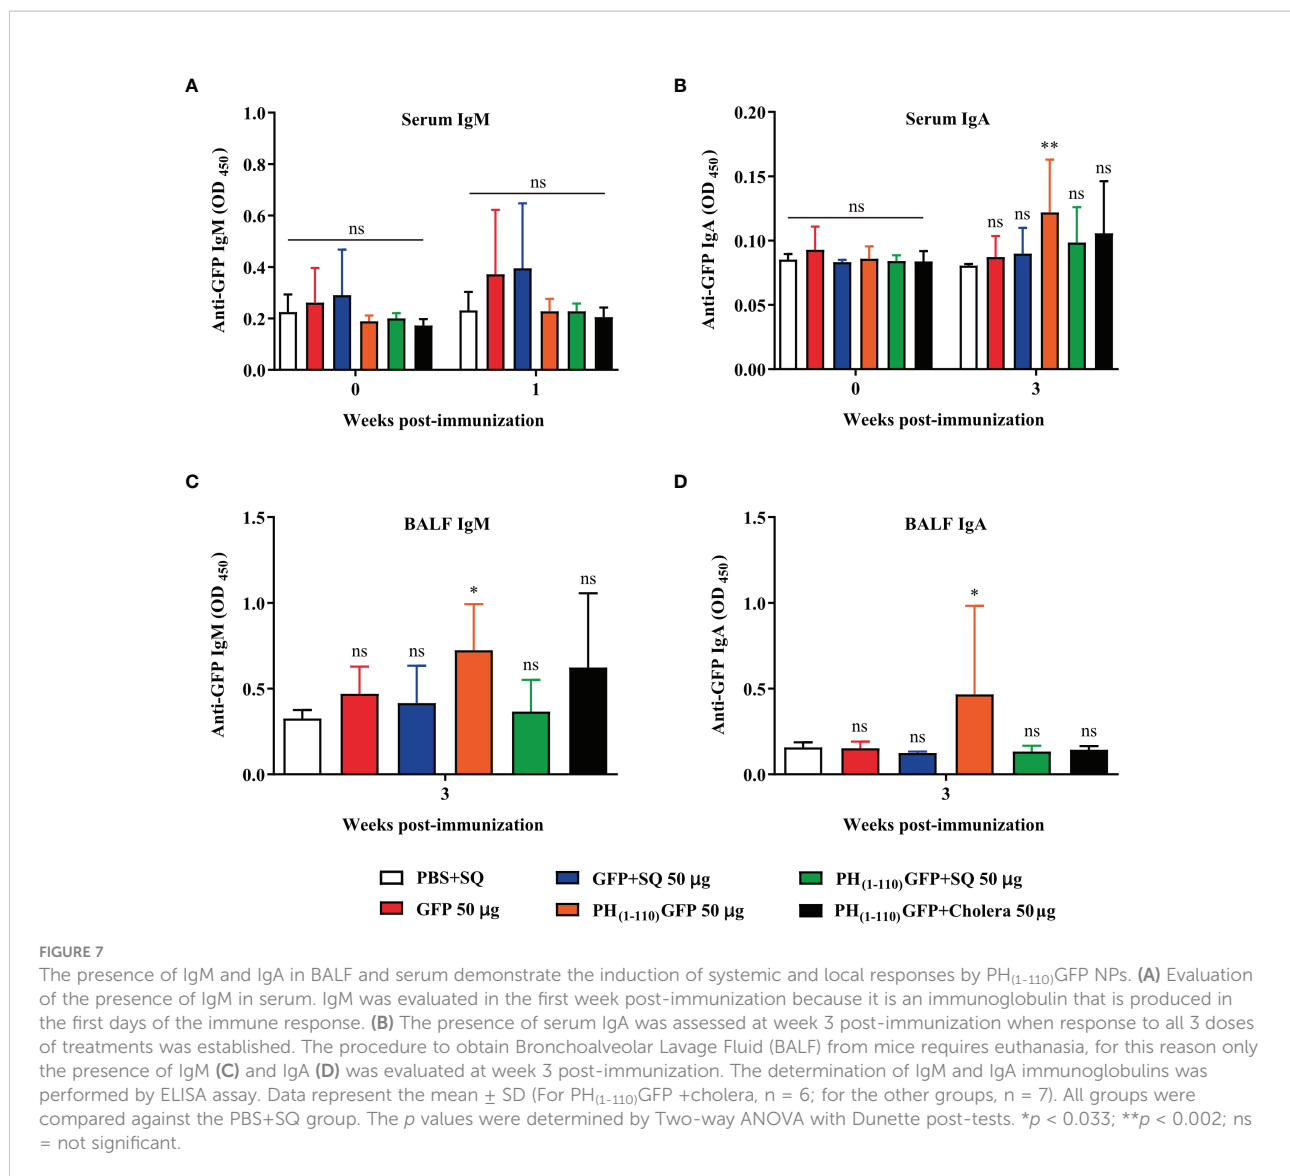 A
Serum IgM
Anti-GFP IgM (OD 450)
1.0
0.8
0.6
0.4
0.2
0.0
ns
ns
0
1
Weeks post-immunization
B
Serum IgA
Anti-GFP IgA (OD 450)
0.20
0.15
0.10
0.05
0.00
ns
ns
ns
**
ns
ns
0
3
Weeks post-immunization
C
BALF IgM
Anti-GFP IgM (OD 450)
1.5
1.0
0.5
0.0
ns
ns
*
ns
ns
3
Weeks post-immunization
D
BALF IgA
Anti-GFP IgA (OD 450)
1.5
1.0
0.5
0.0
ns
ns
*
ns
ns
3
Weeks post-immunization
PBS+SQ
GFP+SQ 50 µg
PH(1-110)GFP+SQ 50 µg
GFP 50 µg
PH(1-110)GFP 50 µg
PH(1-110)GFP+Cholera 50µg
FIGURE 7
The presence of IgM and IgA in BALF and serum demonstrate the induction of systemic and local responses by PH(1-110)GFP NPs. (A) Evaluation
of the presence of IgM in serum. IgM was evaluated in the first week post-immunization because it is an immunoglobulin that is produced in
the first days of the immune response. (B) The presence of serum IgA was assessed at week 3 post-immunization when response to all 3 doses
of treatments was established. The procedure to obtain Bronchoalveolar Lavage Fluid (BALF) from mice requires euthanasia, for this reason only
the presence of IgM (C) and IgA (D) was evaluated at week 3 post-immunization. The determination of IgM and IgA immunoglobulins was
performed by ELISA assay. Data represent the mean ± SD (For PH(1-110)GFP +cholera, n = 6; for the other groups, n = 7). All groups were
compared against the PBS+SQ group. The p values were determined by Two-way ANOVA with Dunette post-tests. *p < 0.033; **p < 0.002; ns
= not significant.